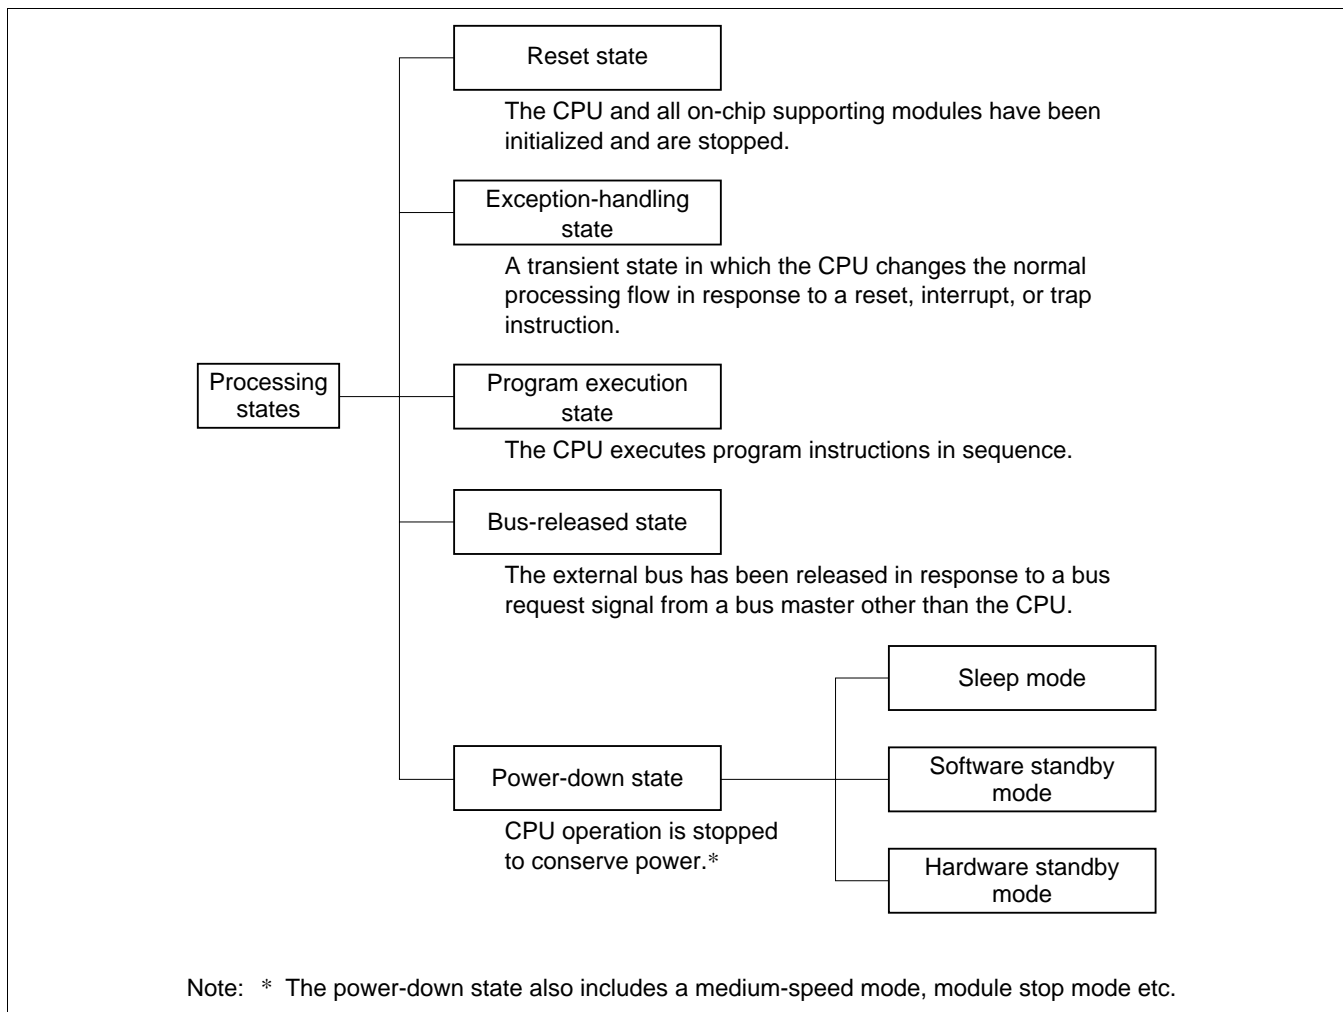 Reset state
The CPU and all on-chip supporting modules have been
initialized and are stopped.
Exception-handling
state
A transient state in which the CPU changes the normal
processing flow in response to a reset, interrupt, or trap
instruction.
Processing
states
Program execution
state
The CPU executes program instructions in sequence.
Bus-released state
The external bus has been released in response to a bus
request signal from a bus master other than the CPU.
Sleep mode
Power-down state
CPU operation is stopped
to conserve power.*
Software standby
mode
Hardware standby
mode
Note: * The power-down state also includes a medium-speed mode, module stop mode etc.